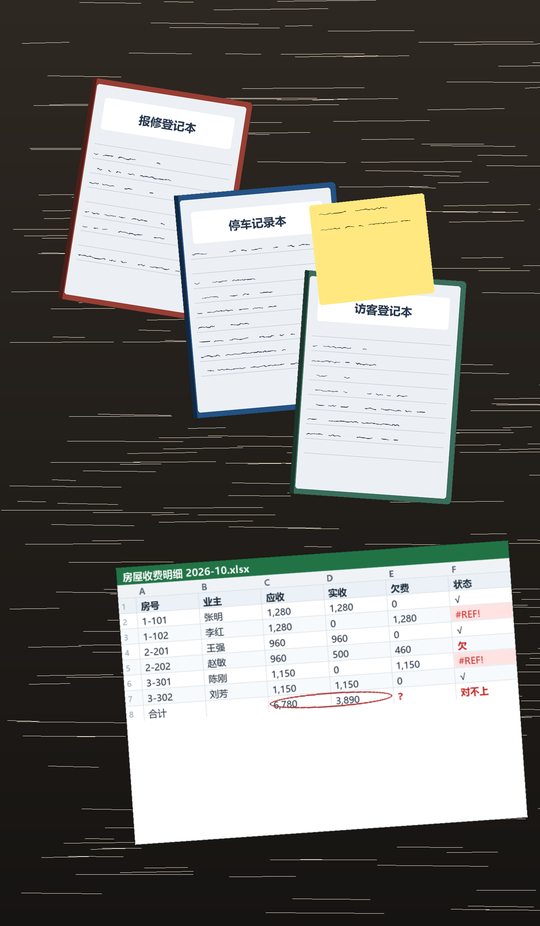 报修登记本
停车记录本
访客登记本
房屋收费明细 2026-10.xlsx
A B C D E F
1 房号 业主 应收 实收 欠费 状态
2 1-101 张明 1,280 1,280 0 √
3 1-102 李红 1,280 0 1,280 #REF!
4 2-201 王强 960 960 0 √
5 2-202 赵敏 960 500 460 欠
6 3-301 陈刚 1,150 0 1,150 #REF!
7 3-302 刘芳 1,150 1,150 0 √
8 合计 6,780 3,890 ? 对不上